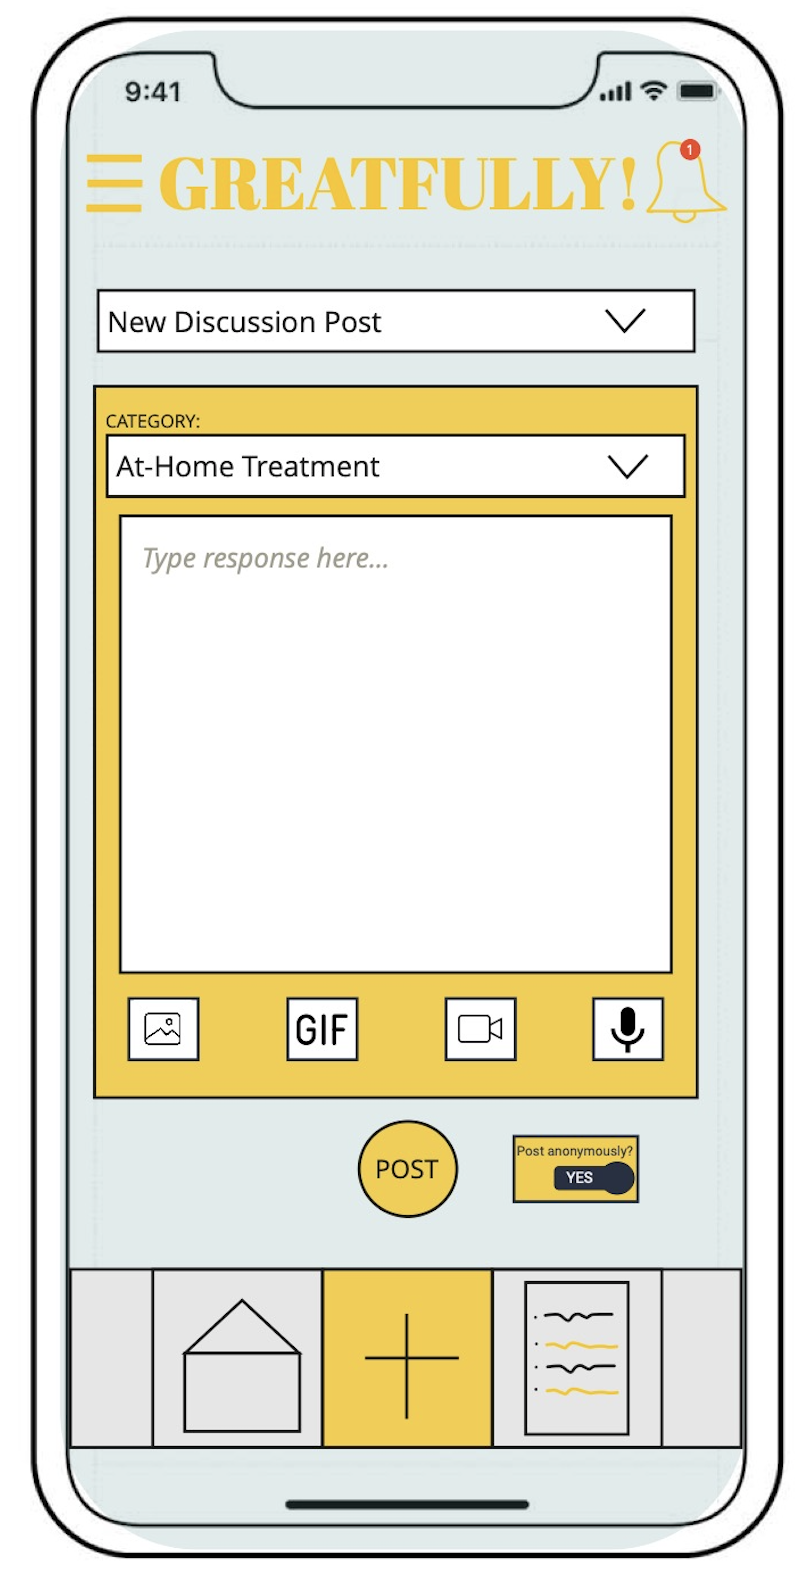 9:41
GREATFULLY!
1
New Discussion Post
CATEGORY:
At-Home Treatment
Type response here...
GIF
POST
Post anonymously?
YES